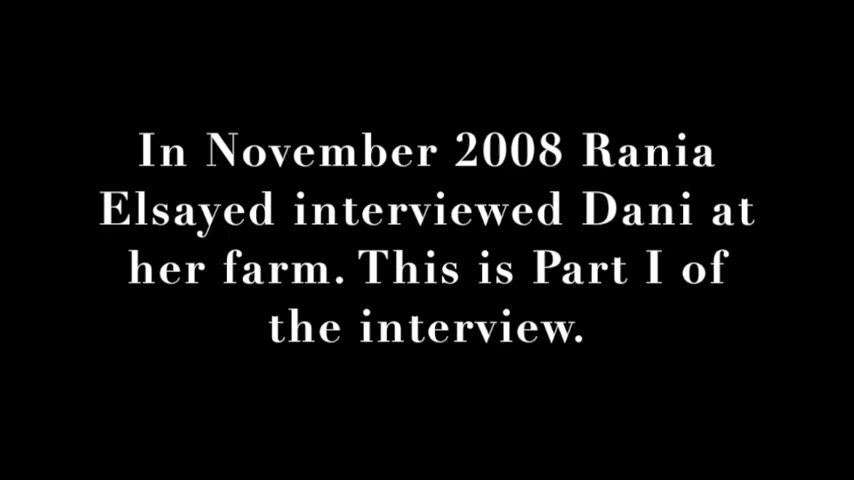 In November 2008 Rania
Elsayed interviewed Dani at
her farm. This is Part I of
the interview.